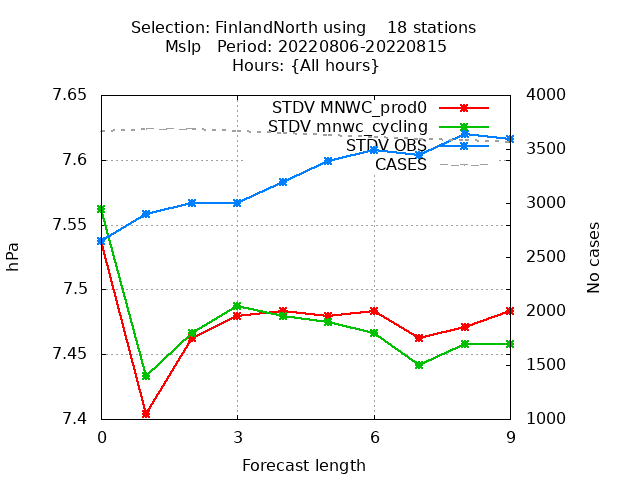 Selection: FinlandNorth using    18 stations
Mslp   Period: 20220806-20220815
Hours: {All hours}
7.65
7.6
7.55
7.5
7.45
7.4
hPa
STDV MNWC_prod0
STDV mnwc_cycling
STDV OBS
CASES
4000
3500
3000
2500
2000
1500
1000
No cases
0
3
6
9
Forecast length